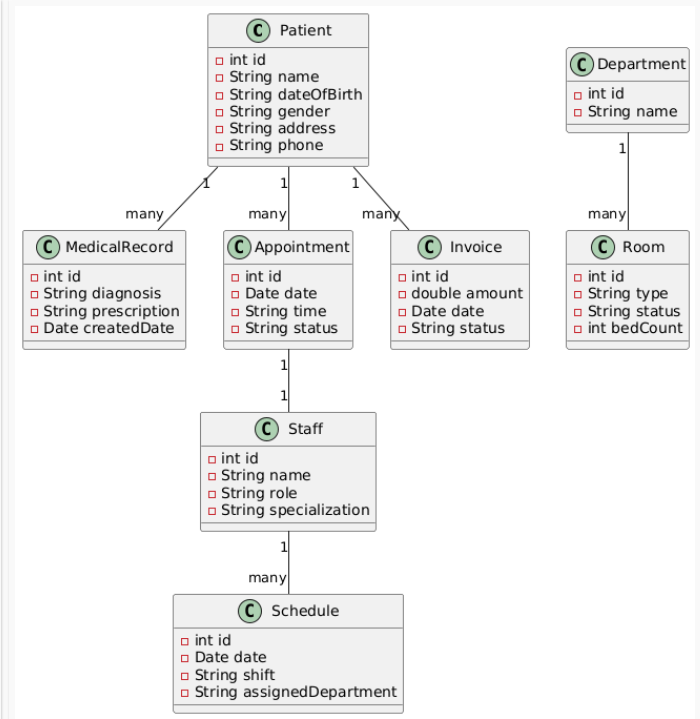 C Patient
int id
String name
String dateOfBirth
String gender
String address
String phone
C Department
int id
String name
1
1
1
1
many
many
many
many
C MedicalRecord
int id
String diagnosis
String prescription
Date createdDate
C Appointment
int id
Date date
String time
String status
C Invoice
int id
double amount
Date date
String status
C Room
int id
String type
String status
int bedCount
1
1
C Staff
int id
String name
String role
String specialization
1
many
C Schedule
int id
Date date
String shift
String assignedDepartment